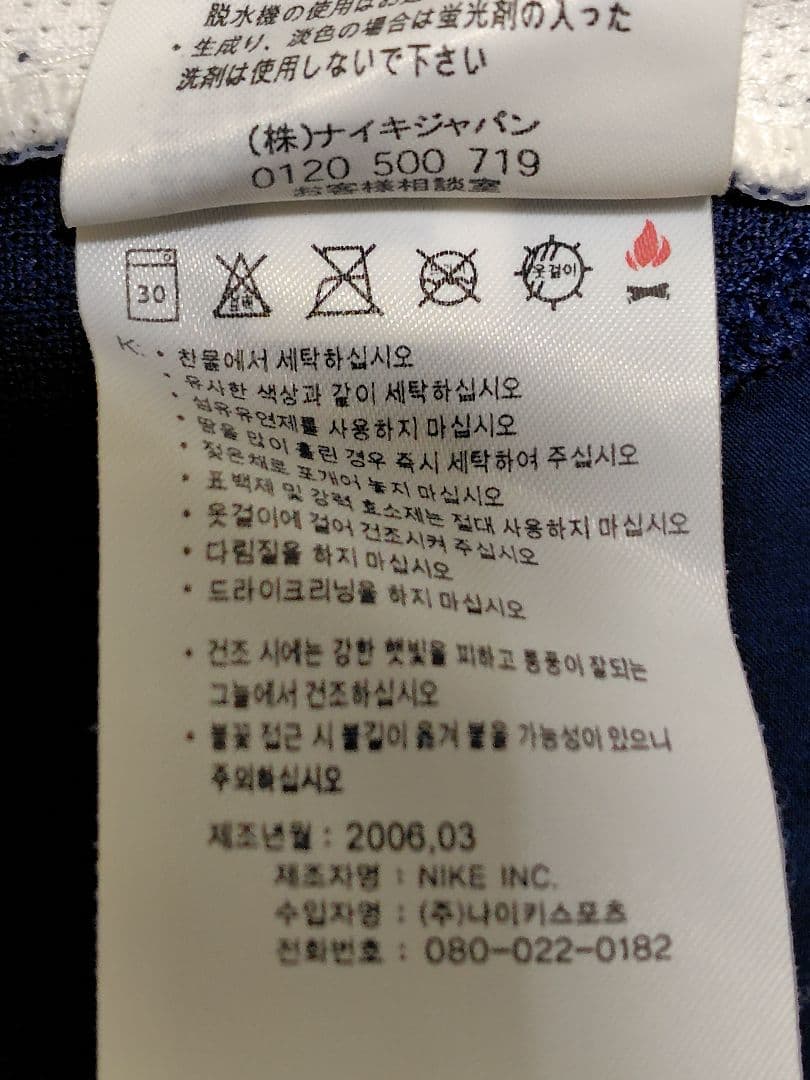 脱水機の使用はお
・生成り、淡色の場合は蛍光剤の入った
洗剤は使用しないで下さい
(株)ナイキジャパン
0120 500 719
お客様相談室
30
옷걸이
K: • 찬물에서 세탁하십시오
• 유사한 색상과 같이 세탁하십시오
• 섬유유연제를 사용하지 마십시오
• 땀을 많이 흘린 경우 즉시 세탁하여 주십시오
• 젖은채로 포개어 놓지 마십시오
• 표백제 및 강력 효소제는 절대 사용하지 마십시오
• 옷걸이에 걸어 건조시켜 주십시오
• 다림질을 하지 마십시오
• 드라이크리닝을 하지 마십시오
• 건조 시에는 강한 햇빛을 피하고 통풍이 잘되는
그늘에서 건조하십시오
• 불꽃 접근 시 불길이 옮겨 붙을 가능성이 있으니
주의하십시오
제조년월 : 2006.03
제조자명 : NIKE INC.
수입자명 : (주)나이키스포츠
전화번호 : 080-022-0182